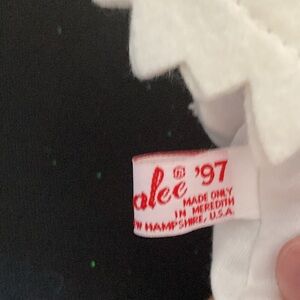 alee® '97
MADE ONLY
IN MEREDITH
W HAMPSHIRE, U.S.A.